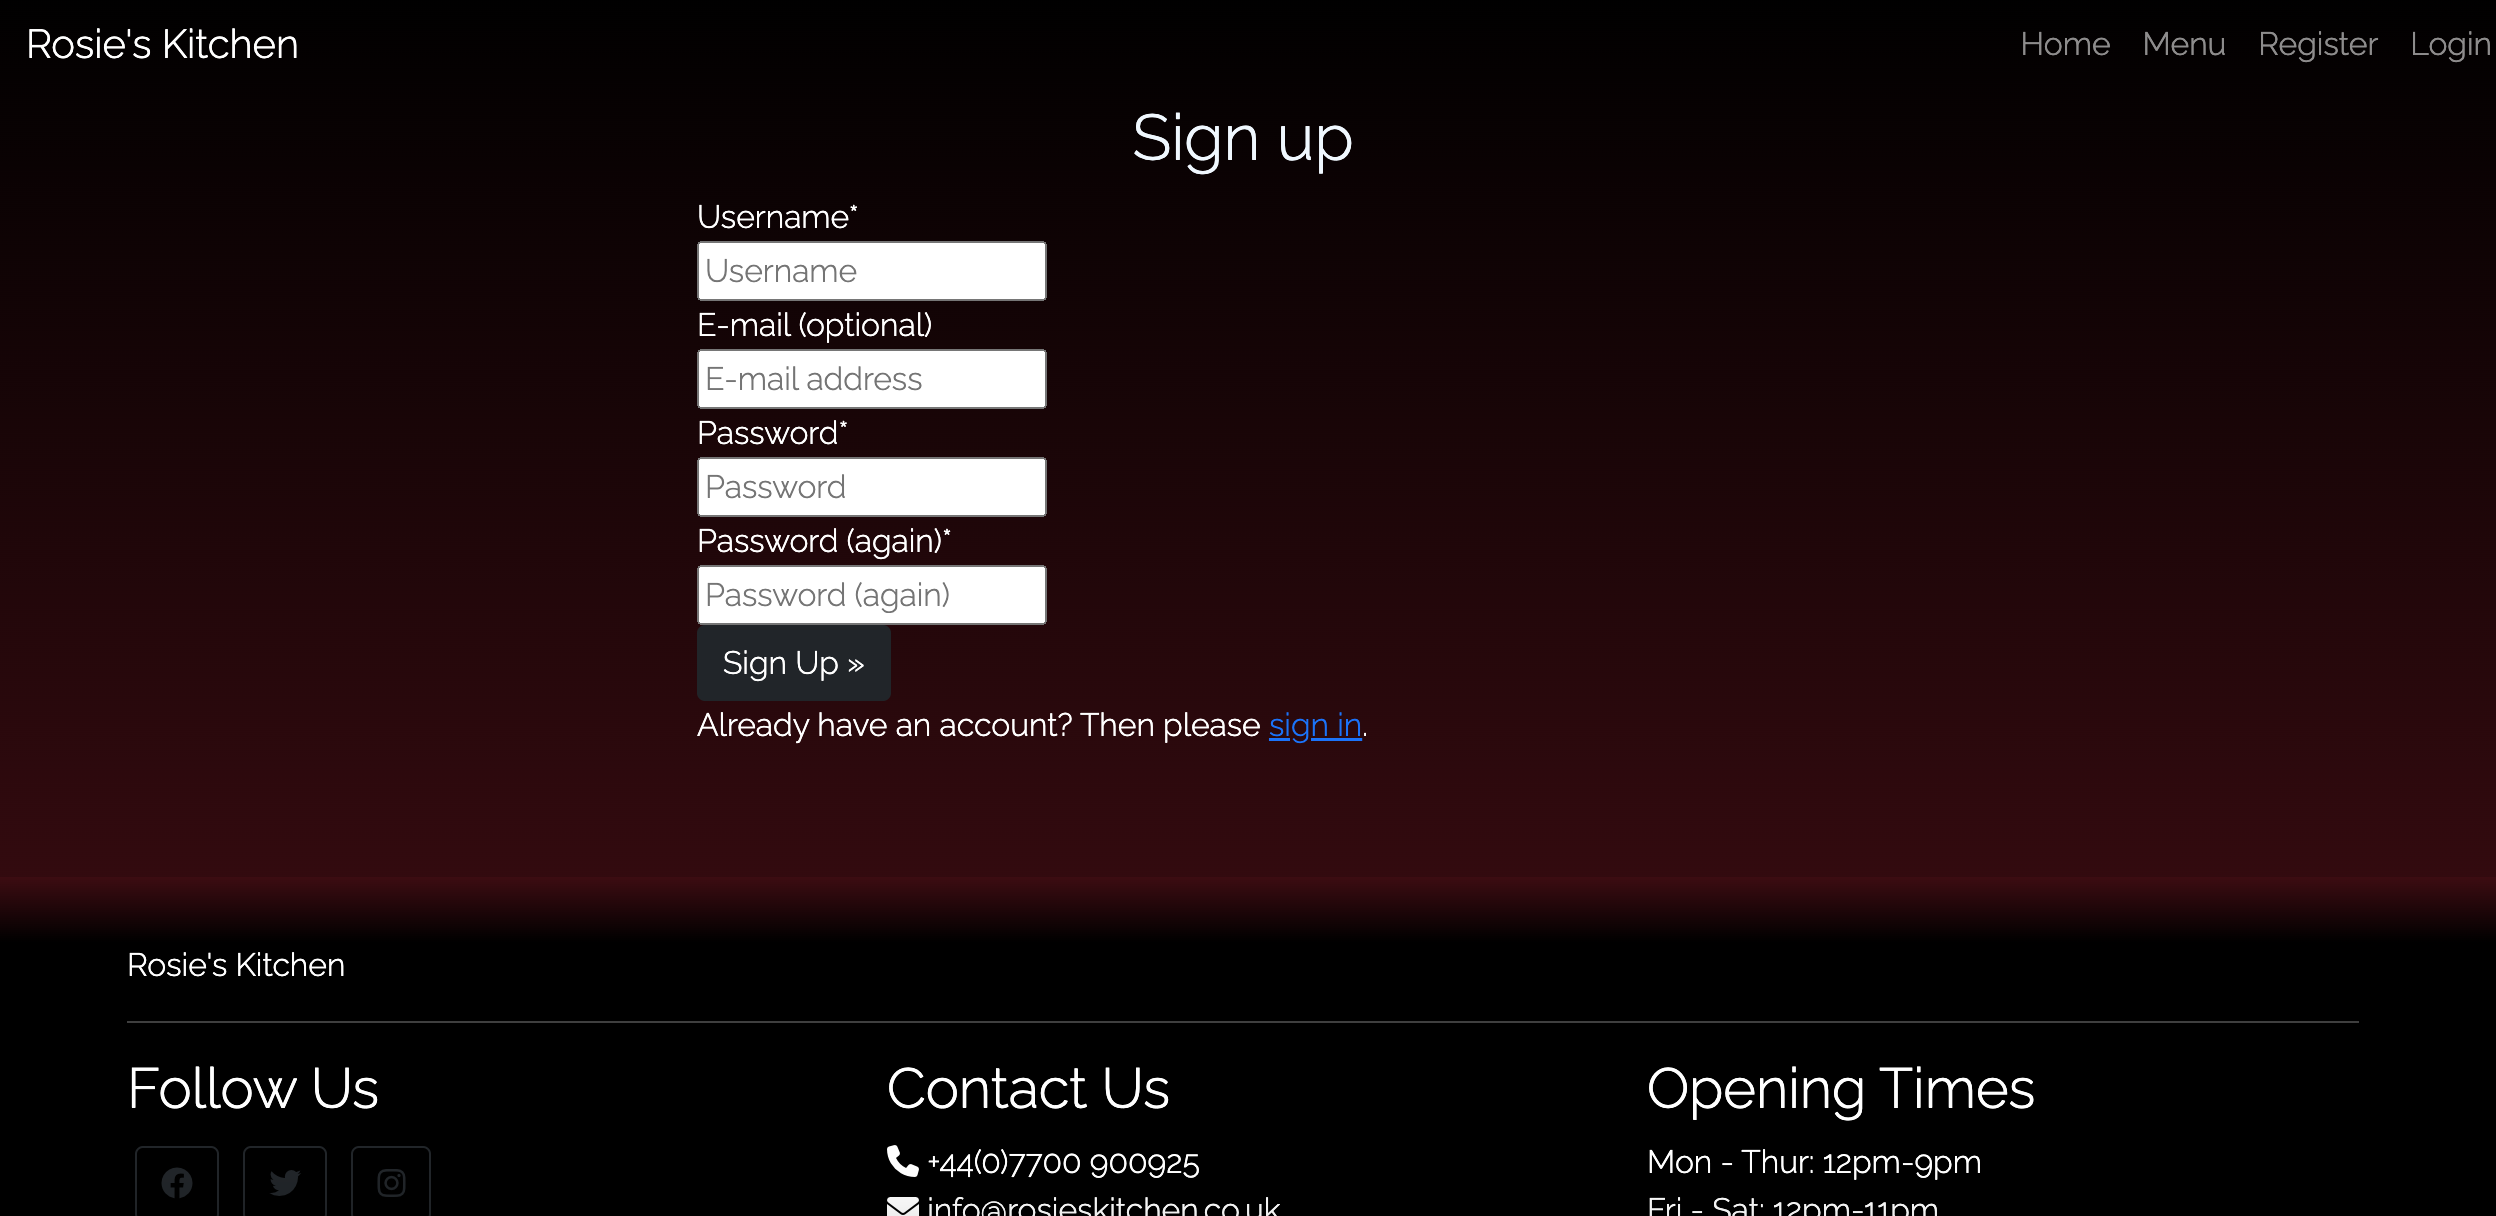 Rosie's Kitchen
Home Menu Register Login
Sign up
Username*
Username
E-mail (optional)
E-mail address
Password*
Password
Password (again)*
Password (again)
Sign Up »
Already have an account? Then please sign in.
Rosie's Kitchen
Follow Us
Contact Us
+44(0)7700 900925
info@rosieskitchen.co.uk
Opening Times
Mon - Thur: 12pm-9pm
Fri - Sat: 12pm-11pm